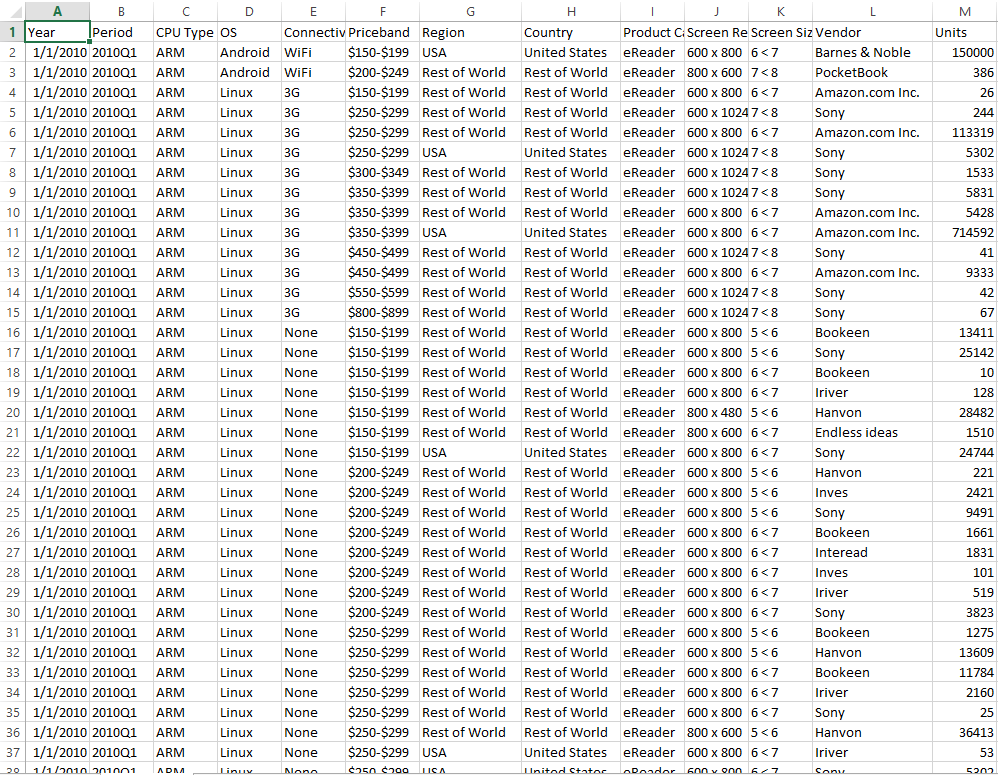 A B C D E F G H I J K L M
1 Year Period CPU Type OS Connectiv Priceband Region Country Product Ca Screen Re Screen Siz Vendor Units
2 1/1/2010 2010Q1 ARM Android WiFi $150-$199 USA United States eReader 600 x 800 6 < 7 Barnes & Noble 150000
3 1/1/2010 2010Q1 ARM Android WiFi $200-$249 Rest of World Rest of World eReader 800 x 600 7 < 8 PocketBook 386
4 1/1/2010 2010Q1 ARM Linux 3G $150-$199 Rest of World Rest of World eReader 600 x 800 6 < 7 Amazon.com Inc. 26
5 1/1/2010 2010Q1 ARM Linux 3G $250-$299 Rest of World Rest of World eReader 600 x 1024 7 < 8 Sony 244
6 1/1/2010 2010Q1 ARM Linux 3G $250-$299 Rest of World Rest of World eReader 600 x 800 6 < 7 Amazon.com Inc. 113319
7 1/1/2010 2010Q1 ARM Linux 3G $250-$299 USA United States eReader 600 x 1024 7 < 8 Sony 5302
8 1/1/2010 2010Q1 ARM Linux 3G $300-$349 Rest of World Rest of World eReader 600 x 1024 7 < 8 Sony 1533
9 1/1/2010 2010Q1 ARM Linux 3G $350-$399 Rest of World Rest of World eReader 600 x 1024 7 < 8 Sony 5831
10 1/1/2010 2010Q1 ARM Linux 3G $350-$399 Rest of World Rest of World eReader 600 x 800 6 < 7 Amazon.com Inc. 5428
11 1/1/2010 2010Q1 ARM Linux 3G $350-$399 USA United States eReader 600 x 800 6 < 7 Amazon.com Inc. 714592
12 1/1/2010 2010Q1 ARM Linux 3G $450-$499 Rest of World Rest of World eReader 600 x 1024 7 < 8 Sony 41
13 1/1/2010 2010Q1 ARM Linux 3G $450-$499 Rest of World Rest of World eReader 600 x 800 6 < 7 Amazon.com Inc. 9333
14 1/1/2010 2010Q1 ARM Linux 3G $550-$599 Rest of World Rest of World eReader 600 x 1024 7 < 8 Sony 42
15 1/1/2010 2010Q1 ARM Linux 3G $800-$899 Rest of World Rest of World eReader 600 x 1024 7 < 8 Sony 67
16 1/1/2010 2010Q1 ARM Linux None $150-$199 Rest of World Rest of World eReader 600 x 800 5 < 6 Bookeen 13411
17 1/1/2010 2010Q1 ARM Linux None $150-$199 Rest of World Rest of World eReader 600 x 800 5 < 6 Sony 25142
18 1/1/2010 2010Q1 ARM Linux None $150-$199 Rest of World Rest of World eReader 600 x 800 6 < 7 Bookeen 10
19 1/1/2010 2010Q1 ARM Linux None $150-$199 Rest of World Rest of World eReader 600 x 800 6 < 7 Iriver 128
20 1/1/2010 2010Q1 ARM Linux None $150-$199 Rest of World Rest of World eReader 800 x 480 5 < 6 Hanvon 28482
21 1/1/2010 2010Q1 ARM Linux None $150-$199 Rest of World Rest of World eReader 800 x 600 6 < 7 Endless ideas 1510
22 1/1/2010 2010Q1 ARM Linux None $150-$199 USA United States eReader 600 x 800 6 < 7 Sony 24744
23 1/1/2010 2010Q1 ARM Linux None $200-$249 Rest of World Rest of World eReader 600 x 800 5 < 6 Hanvon 221
24 1/1/2010 2010Q1 ARM Linux None $200-$249 Rest of World Rest of World eReader 600 x 800 5 < 6 Inves 2421
25 1/1/2010 2010Q1 ARM Linux None $200-$249 Rest of World Rest of World eReader 600 x 800 5 < 6 Sony 9491
26 1/1/2010 2010Q1 ARM Linux None $200-$249 Rest of World Rest of World eReader 600 x 800 6 < 7 Bookeen 1661
27 1/1/2010 2010Q1 ARM Linux None $200-$249 Rest of World Rest of World eReader 600 x 800 6 < 7 Interead 1831
28 1/1/2010 2010Q1 ARM Linux None $200-$249 Rest of World Rest of World eReader 600 x 800 6 < 7 Inves 101
29 1/1/2010 2010Q1 ARM Linux None $200-$249 Rest of World Rest of World eReader 600 x 800 6 < 7 Iriver 519
30 1/1/2010 2010Q1 ARM Linux None $200-$249 Rest of World Rest of World eReader 600 x 800 6 < 7 Sony 3823
31 1/1/2010 2010Q1 ARM Linux None $250-$299 Rest of World Rest of World eReader 600 x 800 5 < 6 Bookeen 1275
32 1/1/2010 2010Q1 ARM Linux None $250-$299 Rest of World Rest of World eReader 600 x 800 5 < 6 Hanvon 13609
33 1/1/2010 2010Q1 ARM Linux None $250-$299 Rest of World Rest of World eReader 600 x 800 6 < 7 Bookeen 11784
34 1/1/2010 2010Q1 ARM Linux None $250-$299 Rest of World Rest of World eReader 600 x 800 6 < 7 Iriver 2160
35 1/1/2010 2010Q1 ARM Linux None $250-$299 Rest of World Rest of World eReader 600 x 800 6 < 7 Sony 25
36 1/1/2010 2010Q1 ARM Linux None $250-$299 Rest of World Rest of World eReader 800 x 600 5 < 6 Hanvon 36413
37 1/1/2010 2010Q1 ARM Linux None $250-$299 USA United States eReader 600 x 800 6 < 7 Iriver 53
38 1/1/2010 2010Q1 ARM Linux None $250-$299 USA United States eReader 600 x 800 6 < 7 Sony 5302